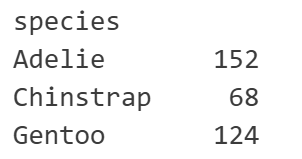 species
Adelie       152
Chinstrap     68
Gentoo       124